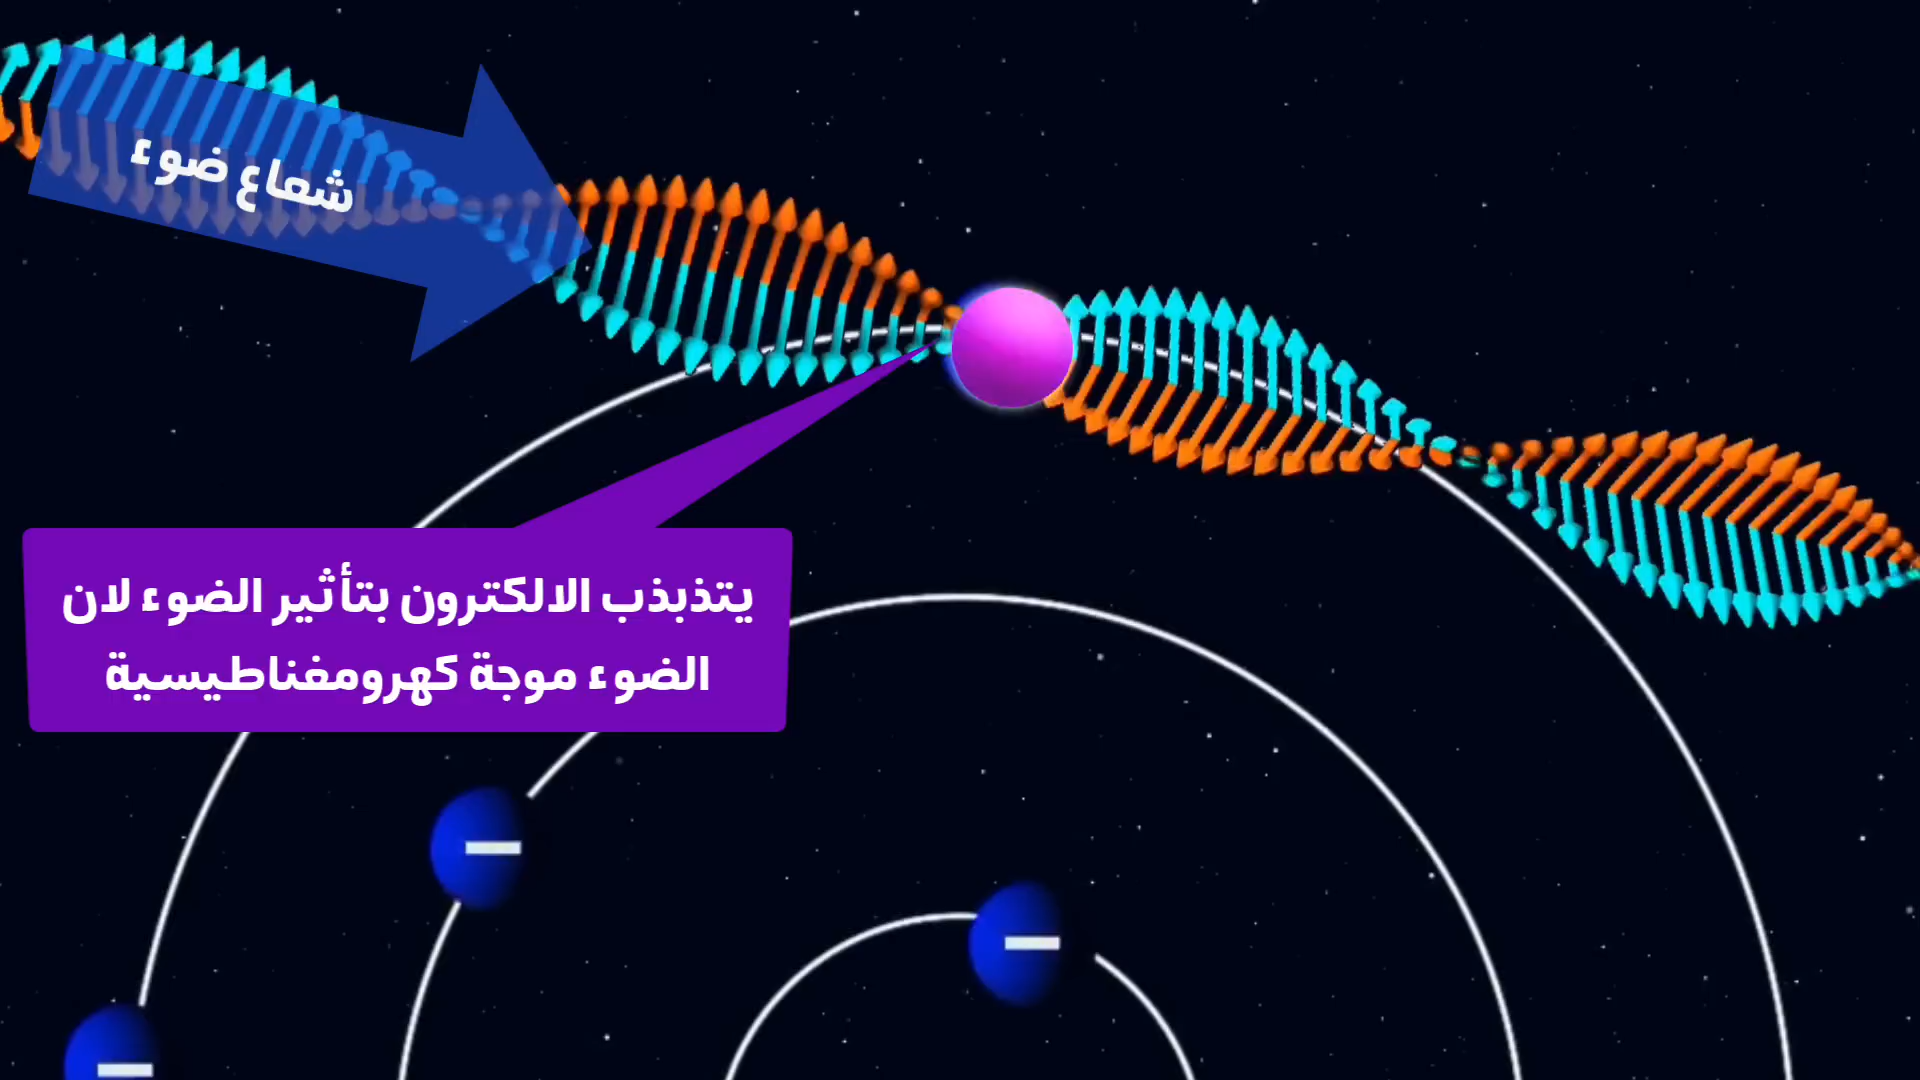 شعاع ضوء
يتذبذب الالكترون بتأثير الضوء لان
الضوء موجة كهرومغناطيسية